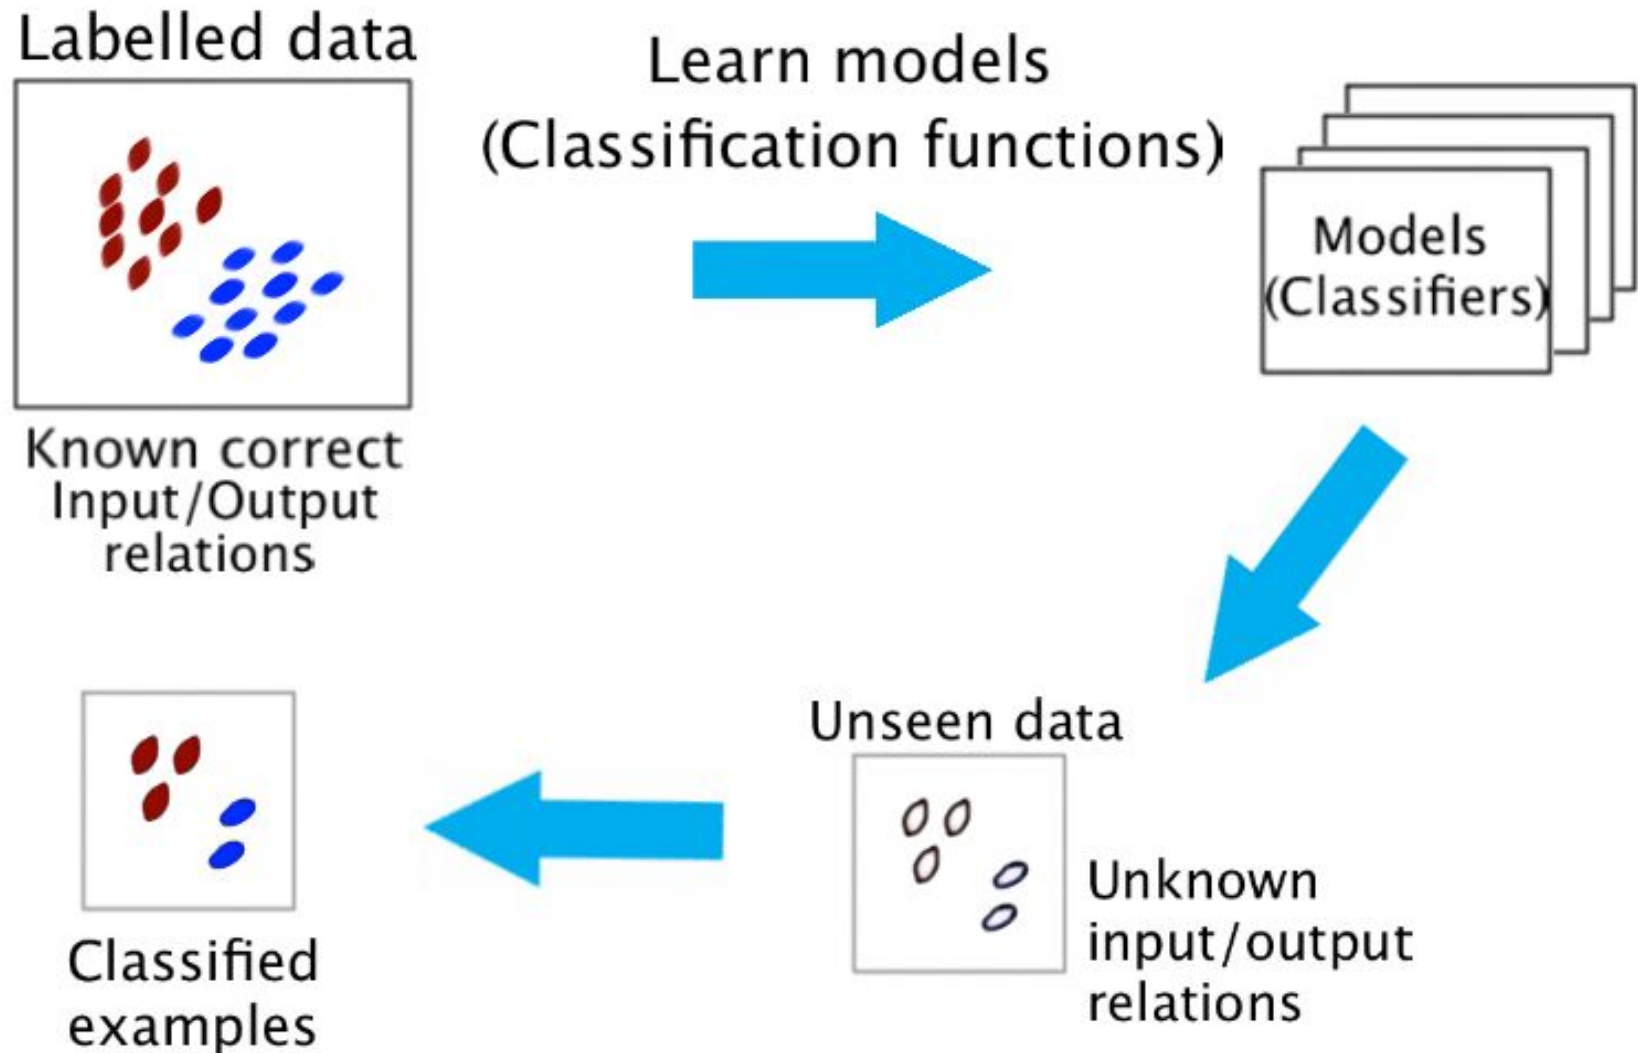 Labelled data
Known correct
Input/Output
relations
Learn models
(Classification functions)
Models
(Classifiers)
Unseen data
Unknown
input/output
relations
Classified
examples